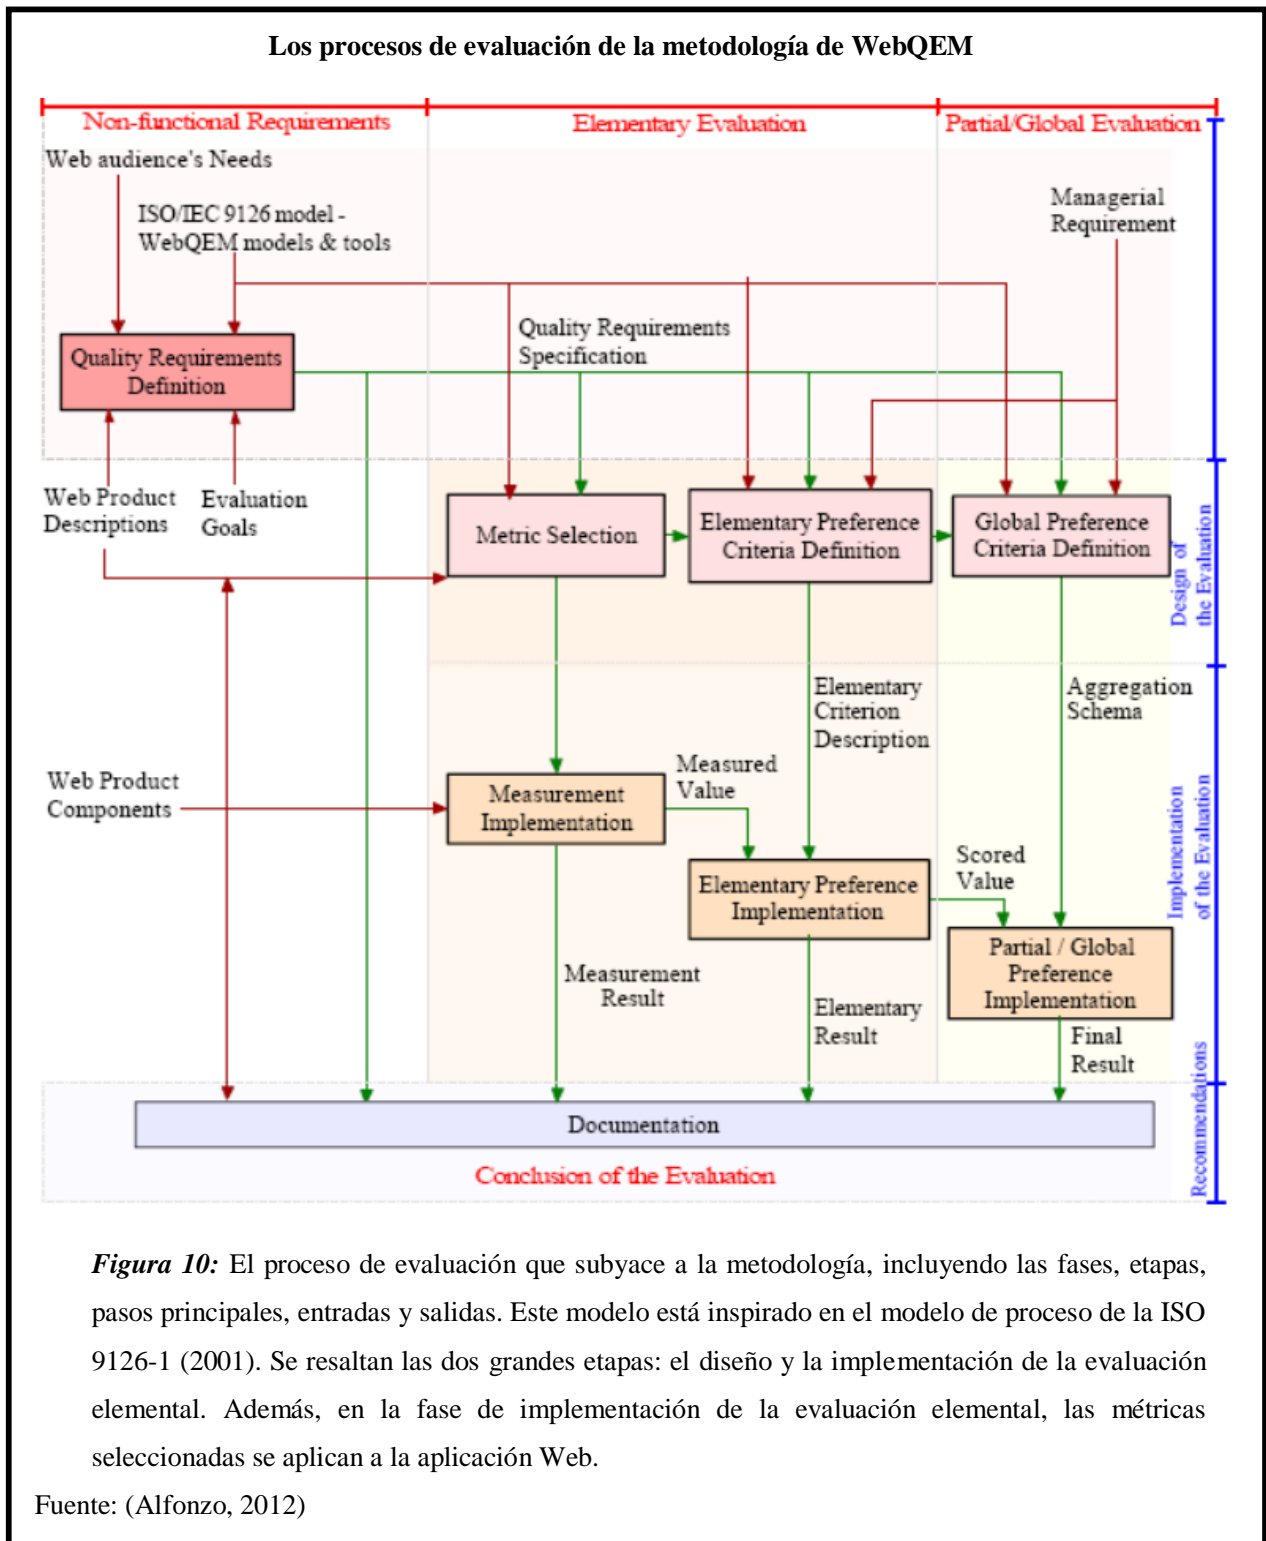 Los procesos de evaluación de la metodología de WebQEM
Non-functional Requirements
Elementary Evaluation
Partial/Global Evaluation
Web audience's Needs
ISO/IEC 9126 model -
WebQEM models & tools
Managerial
Requirement
Quality Requirements
Specification
Quality Requirements
Definition
Web Product
Descriptions
Evaluation
Goals
Metric Selection
Elementary Preference
Criteria Definition
Global Preference
Criteria Definition
Design of
the Evaluation
Elementary
Criterion
Description
Aggregation
Schema
Web Product
Components
Measured
Value
Measurement
Implementation
Elementary Preference
Implementation
Scored
Value
Implementation
of the Evaluation
Partial / Global
Preference
Implementation
Measurement
Result
Elementary
Result
Final
Result
Documentation
Conclusion of the Evaluation
Recommendations
Figura 10: El proceso de evaluación que subyace a la metodología, incluyendo las fases, etapas,
pasos principales, entradas y salidas. Este modelo está inspirado en el modelo de proceso de la ISO
9126-1 (2001). Se resaltan las dos grandes etapas: el diseño y la implementación de la evaluación
elemental. Además, en la fase de implementación de la evaluación elemental, las métricas
seleccionadas se aplican a la aplicación Web.
Fuente: (Alfonzo, 2012)